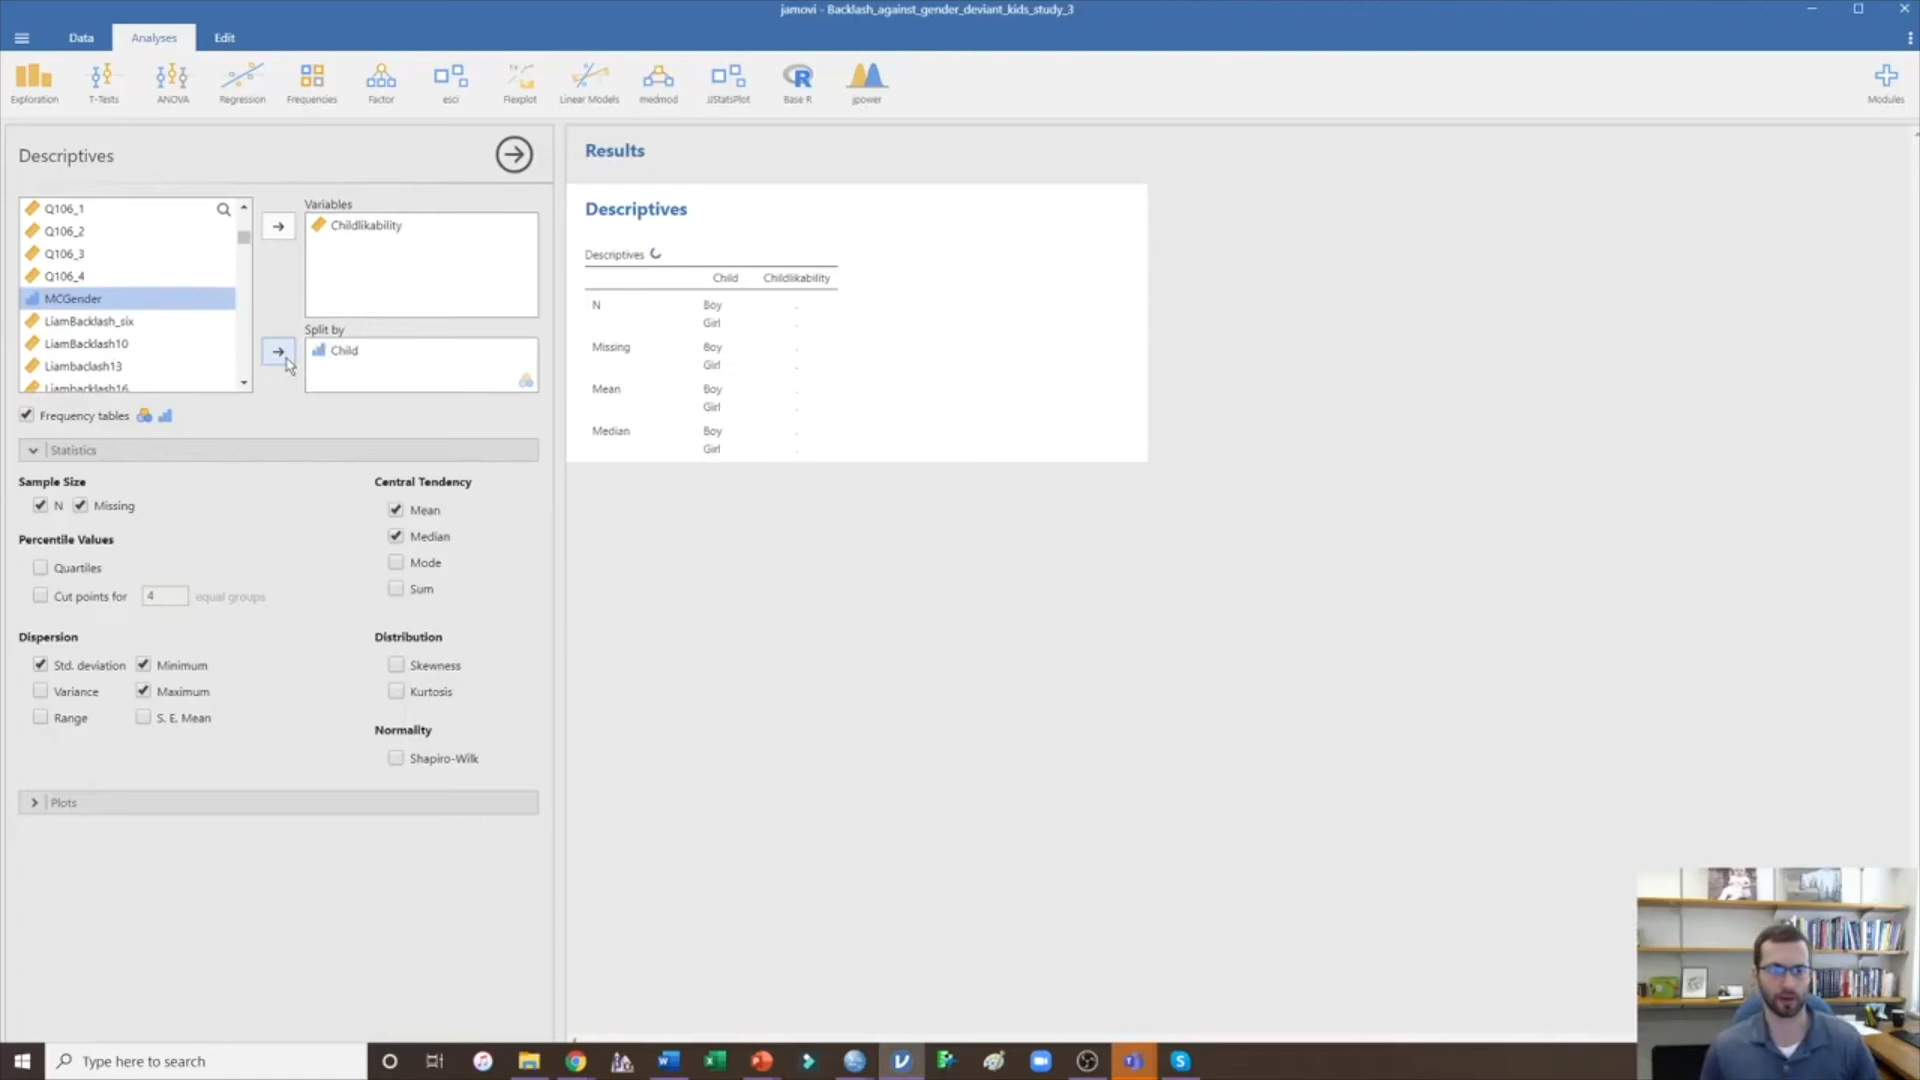 jamovi - Backlash_against_gender_deviant_kids_study_3
Data Analyses Edit
Exploration T-Tests ANOVA Regression Frequencies Factor esci Flexplot Linear Models medmod JJStatsPlot Base R jpower Modules
Descriptives
Q106_1
Q106_2
Q106_3
Q106_4
MCGender
LiamBacklash_six
LiamBacklash10
Liambaclash13
Liambacklash16
Variables
Childlikability
Split by
Child
Frequency tables
Statistics
Sample Size
N Missing
Percentile Values
Quartiles
Cut points for 4 equal groups
Dispersion
Std. deviation Minimum
Variance Maximum
Range S. E. Mean
Central Tendency
Mean
Median
Mode
Sum
Distribution
Skewness
Kurtosis
Normality
Shapiro-Wilk
Plots
Results
Descriptives
Descriptives
Child Childlikability
N Boy .
Girl .
Missing Boy .
Girl .
Mean Boy .
Girl .
Median Boy .
Girl .
Type here to search